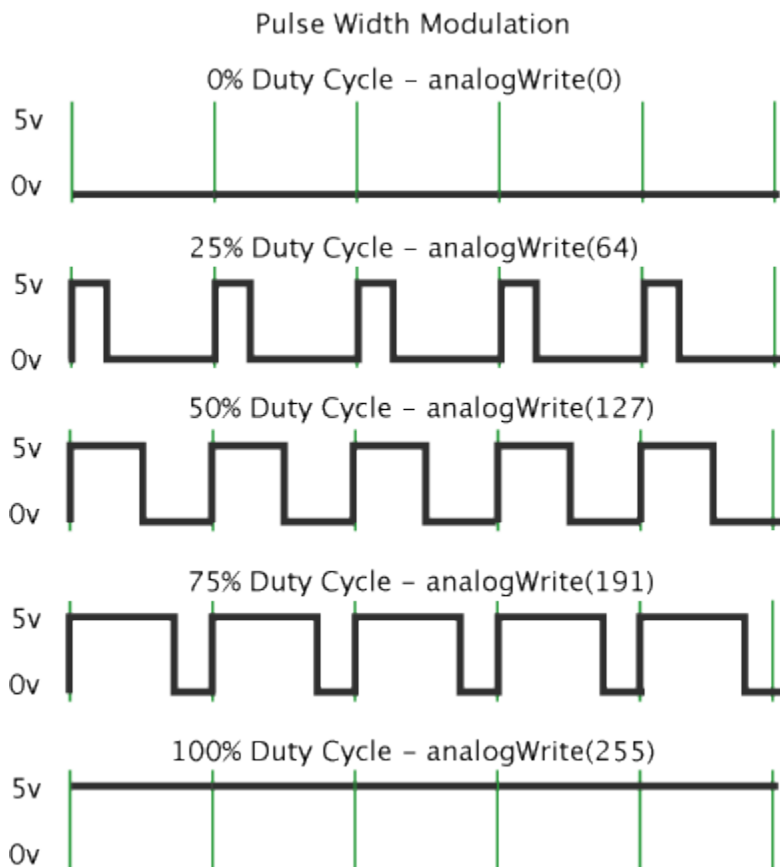 Pulse Width Modulation
0% Duty Cycle – analogWrite(0)
5v
0v
25% Duty Cycle – analogWrite(64)
5v
0v
50% Duty Cycle – analogWrite(127)
5v
0v
75% Duty Cycle – analogWrite(191)
5v
0v
100% Duty Cycle – analogWrite(255)
5v
0v